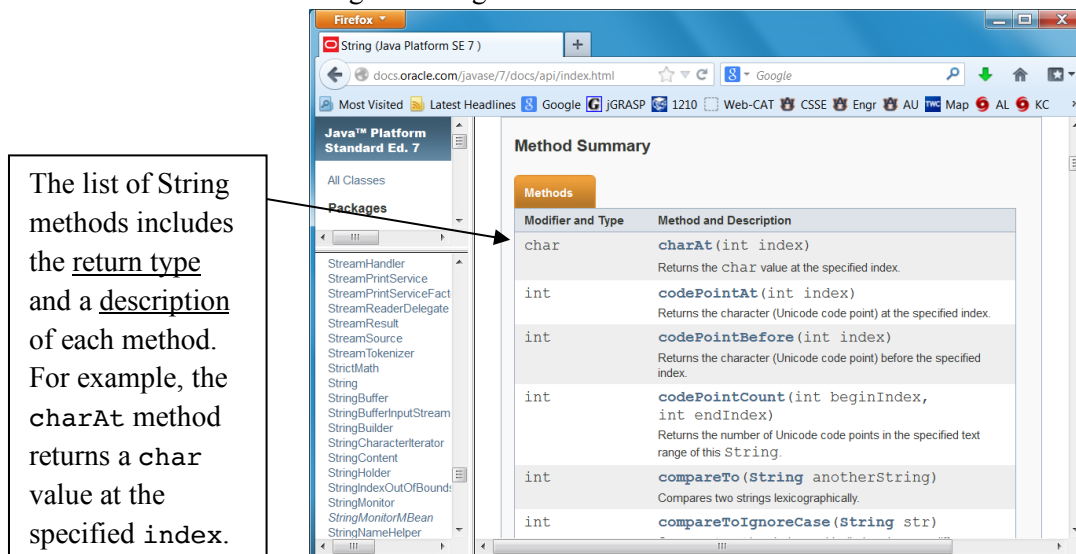 The list of String
methods includes
the return type
and a description
of each method.
For example, the
charAt method
returns a char
value at the
specified index.
Firefox
String (Java Platform SE 7 )
docs.oracle.com/javase/7/docs/api/index.html
Google
Most Visited Latest Headlines Google jGRASP 1210 Web-CAT CSSE Engr AU Map AL KC
Java™ Platform
Standard Ed. 7
All Classes
Packages
StreamHandler
StreamPrintService
StreamPrintServiceFact
StreamReaderDelegate
StreamResult
StreamSource
StreamTokenizer
StrictMath
String
StringBuffer
StringBufferInputStream
StringBuilder
StringCharacterIterator
StringContent
StringHolder
StringIndexOutOfBounds
StringMonitor
StringMonitorMBean
StringNameHelper
Method Summary
Methods
Modifier and Type Method and Description
char charAt(int index)
Returns the char value at the specified index.
int codePointAt(int index)
Returns the character (Unicode code point) at the specified index.
int codePointBefore(int index)
Returns the character (Unicode code point) before the specified
index.
int codePointCount(int beginIndex,
int endIndex)
Returns the number of Unicode code points in the specified text
range of this String.
int compareTo(String anotherString)
Compares two strings lexicographically.
int compareToIgnoreCase(String str)